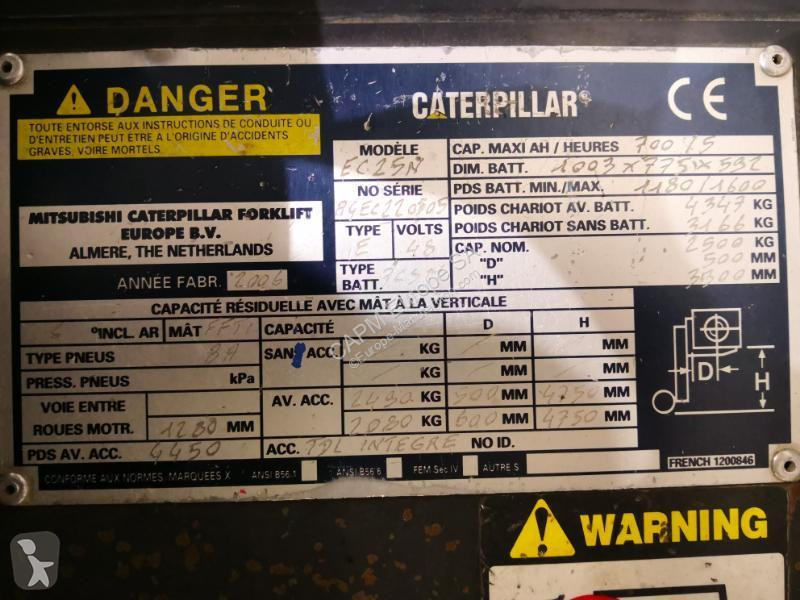 DANGER
TOUTE ENTORSE AUX INSTRUCTIONS DE CONDUITE OU
D'ENTRETIEN PEUT ÊTRE A L'ORIGINE D'ACCIDENTS
GRAVES, VOIRE MORTELS.
MITSUBISHI CATERPILLAR FORKLIFT
EUROPE B.V.
ALMERE, THE NETHERLANDS
ANNÉE FABR. 2006
CATERPILLAR
CE
MODÈLE
EC25N
NO SÉRIE
TYPE VOLTS
E 48
TYPE
BATT.
CAP. MAXI AH / HEURES 700 75
DIM. BATT. 1003 x 775 x 592
PDS BATT. MIN./MAX. 1180/1600
POIDS CHARIOT AV. BATT. 4347 KG
POIDS CHARIOT SANS BATT. 3166 KG
CAP. NOM. 2500 KG
"D" 500 MM
"H" 3300 MM
CAPACITÉ RÉSIDUELLE AVEC MÂT À LA VERTICALE
6 °INCL. AR MÂT CAPACITÉ D H
TYPE PNEUS SANS ACC. KG MM MM
PRESS. PNEUS kPa KG MM MM
VOIE ENTRE
ROUES MOTR. 1280 MM
AV. ACC. 2490 KG 500 MM 4750 MM
2080 KG 600 MM 4750 MM
PDS AV. ACC. 4450 ACC. TDL INTEGRE NO ID.
CONFORME AUX NORMES MARQUEES X ANSI B56.1 ANSI B56.6 FEM Sec IV AUTRE S
D
H
FRENCH 1200846
CAPM Europe SA
WARNING